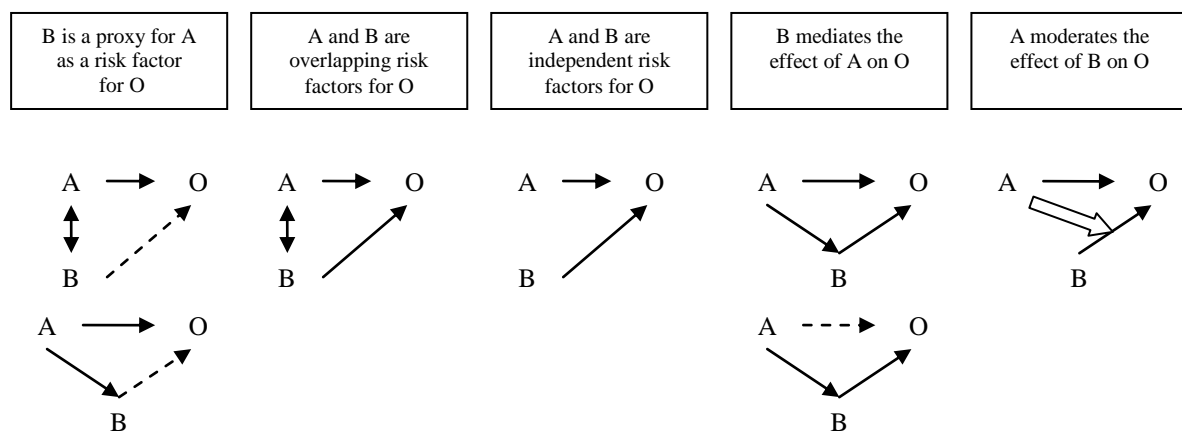 B is a proxy for A
as a risk factor
for O
A and B are
overlapping risk
factors for O
A and B are
independent risk
factors for O
B mediates the
effect of A on O
A moderates the
effect of B on O
A O
B
A O
B
A O
B
A O
B
A O
B
A O
B
A O
B